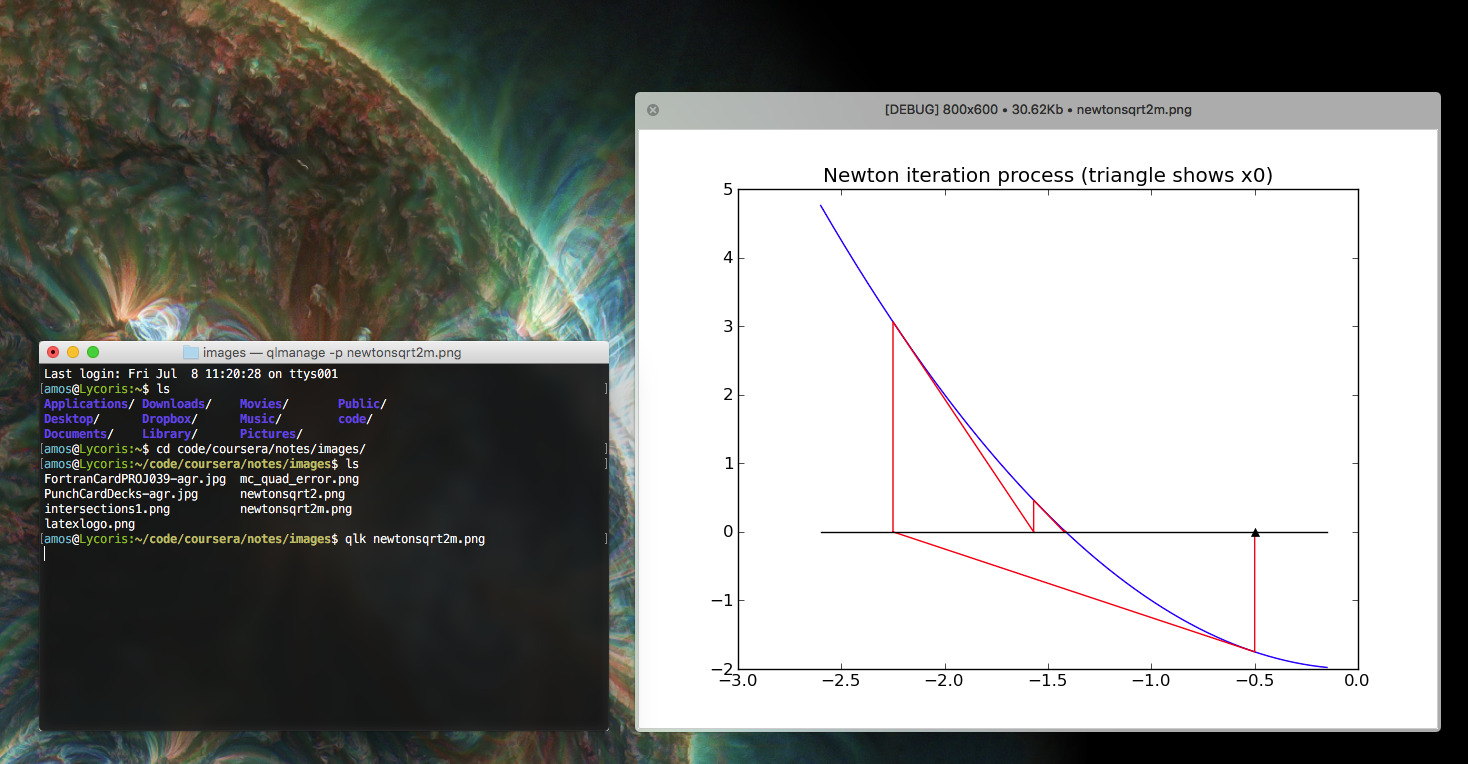 images — qlmanage -p newtonsqrt2m.png
Last login: Fri Jul  8 11:20:28 on ttys001
[amos@Lycoris:~$ ls ]
Applications/ Downloads/    Movies/       Public/
Desktop/      Dropbox/      Music/        code/
Documents/    Library/      Pictures/
[amos@Lycoris:~$ cd code/coursera/notes/images/ ]
[amos@Lycoris:~/code/coursera/notes/images$ ls ]
FortranCardPROJ039-agr.jpg  mc_quad_error.png
PunchCardDecks-agr.jpg      newtonsqrt2.png
intersections1.png          newtonsqrt2m.png
latexlogo.png
[amos@Lycoris:~/code/coursera/notes/images$ qlk newtonsqrt2m.png ]
[DEBUG] 800x600 • 30.62Kb • newtonsqrt2m.png
Newton iteration process (triangle shows x0)
5
4
3
2
1
0
−1
−2
−3.0 −2.5 −2.0 −1.5 −1.0 −0.5 0.0